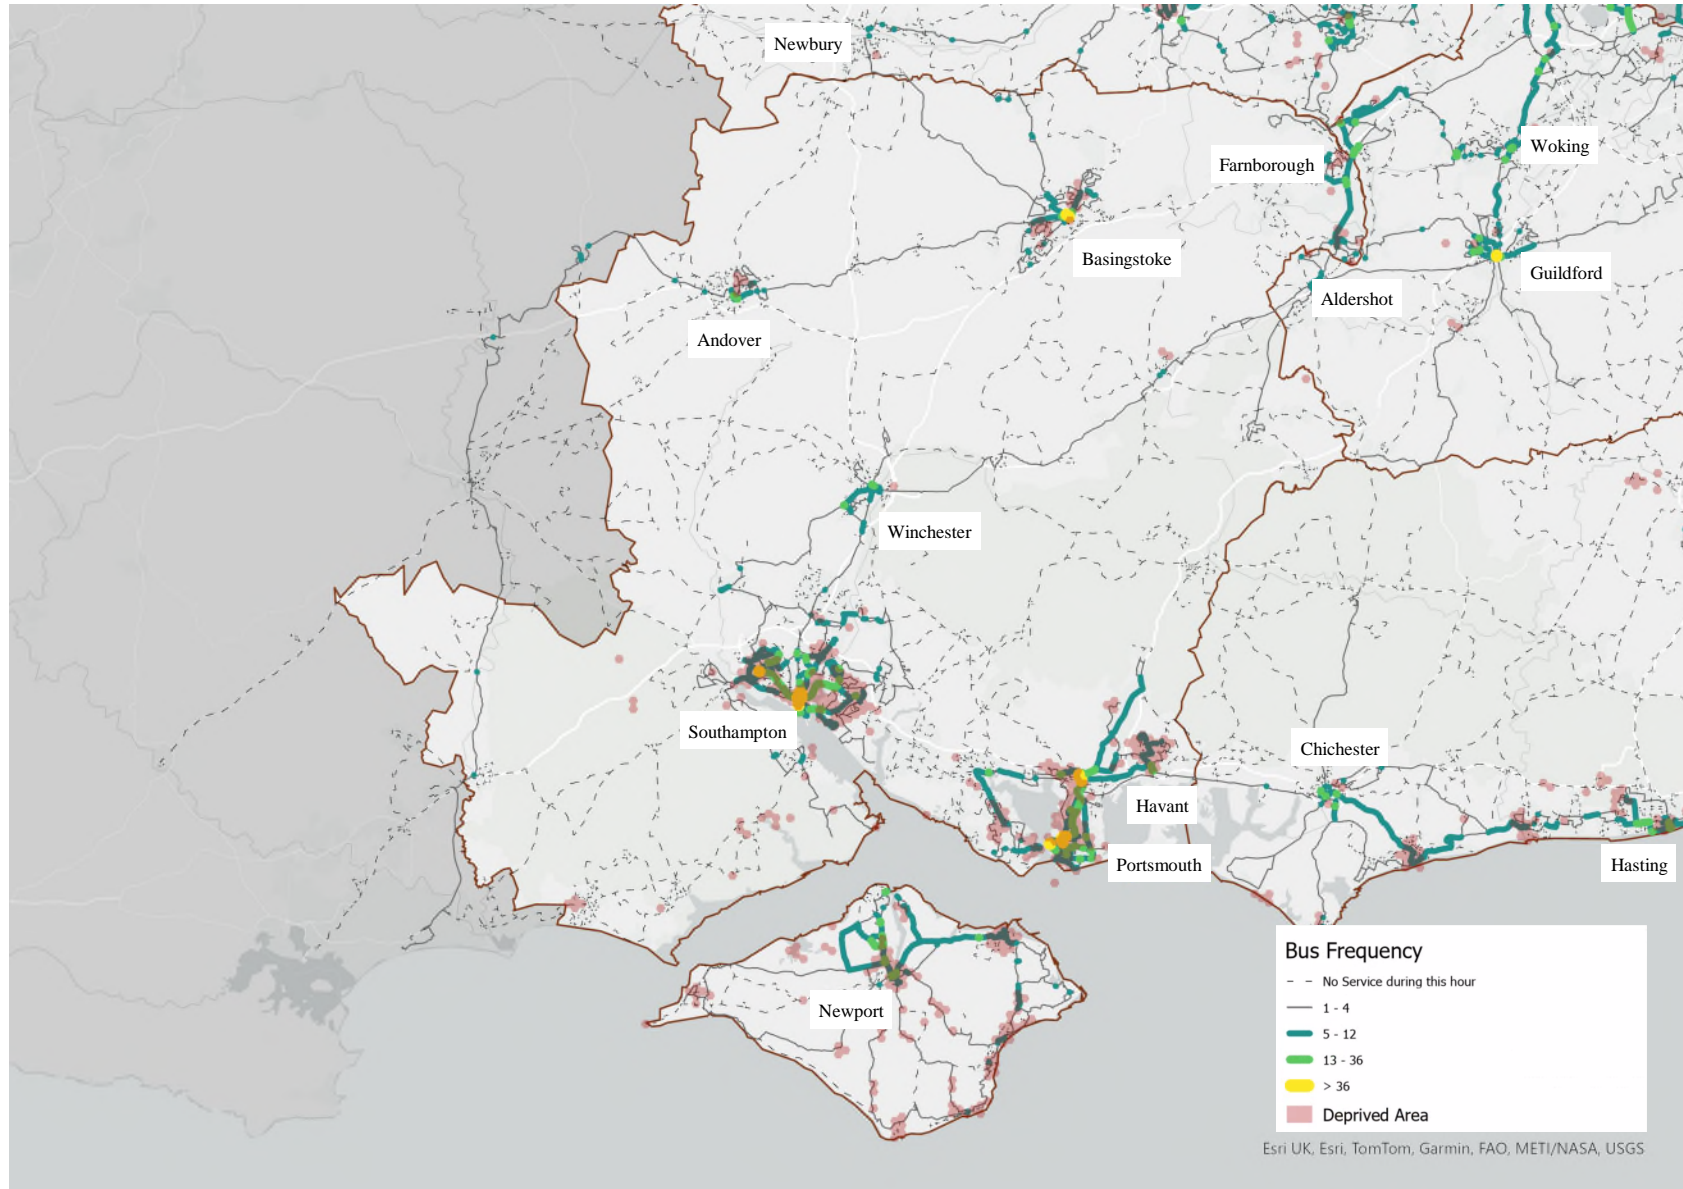 Newbury
Woking
Farnborough
Basingstoke
Guildford
Aldershot
Andover
Winchester
Southampton
Chichester
Havant
Portsmouth
Hasting
Newport
Bus Frequency
No Service during this hour
1 - 4
5 - 12
13 - 36
> 36
Deprived Area
Esri UK, Esri, TomTom, Garmin, FAO, METI/NASA, USGS